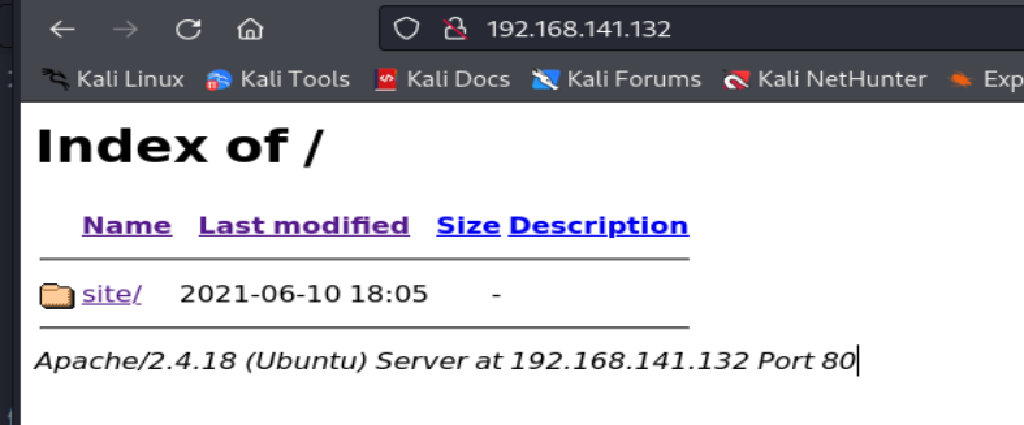 192.168.141.132
Kali Linux Kali Tools Kali Docs Kali Forums Kali NetHunter Exp
Index of /
Name Last modified Size Description
site/ 2021-06-10 18:05 -
Apache/2.4.18 (Ubuntu) Server at 192.168.141.132 Port 80